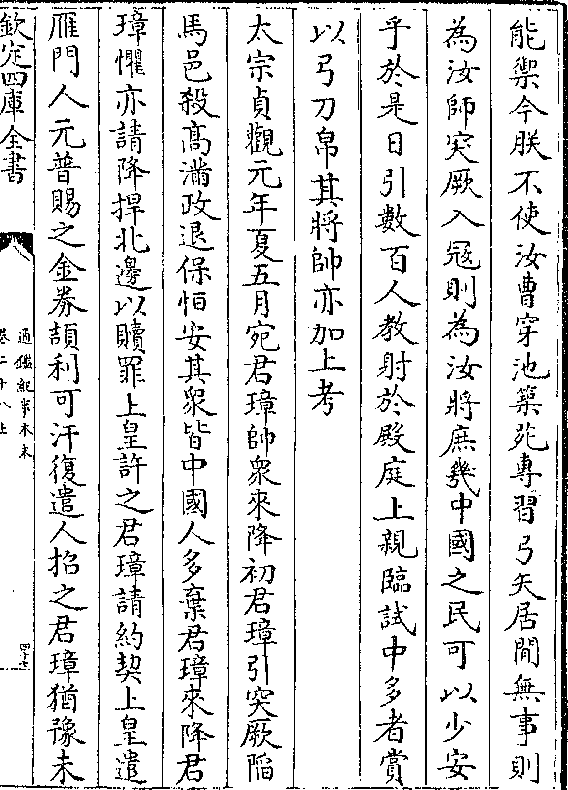 能禦今朕不使汝曹穿池築苑專習弓矢居閒無事則
為汝師突厥入冦則為汝將庶幾中國之民可以少安
乎於是日引數百人教射於殿庭上親臨試中多者賞
以弓刀帛其將帥亦加上考
太宗貞觀元年夏五月宛君璋帥衆來降初君璋引突厥陷
馬邑殺髙滿政退保恒安其衆皆中國人多棄君璋來降君
璋懼亦請降捍北邊以贖罪上皇許之君璋請約契上皇遣
雁門人元普賜之金劵頡利可汗復遣人招之君璋猶豫未
欽定四庫全書
通鑑紀事本末
卷二十八上